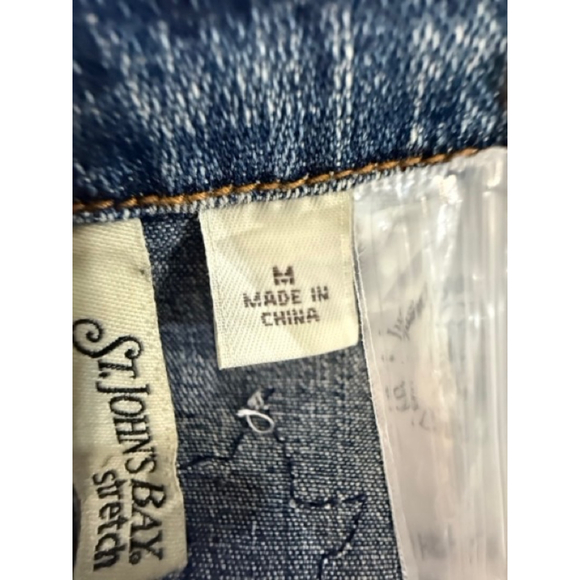 M
MADE IN
CHINA
ST. JOHN'S BAY.
stretch